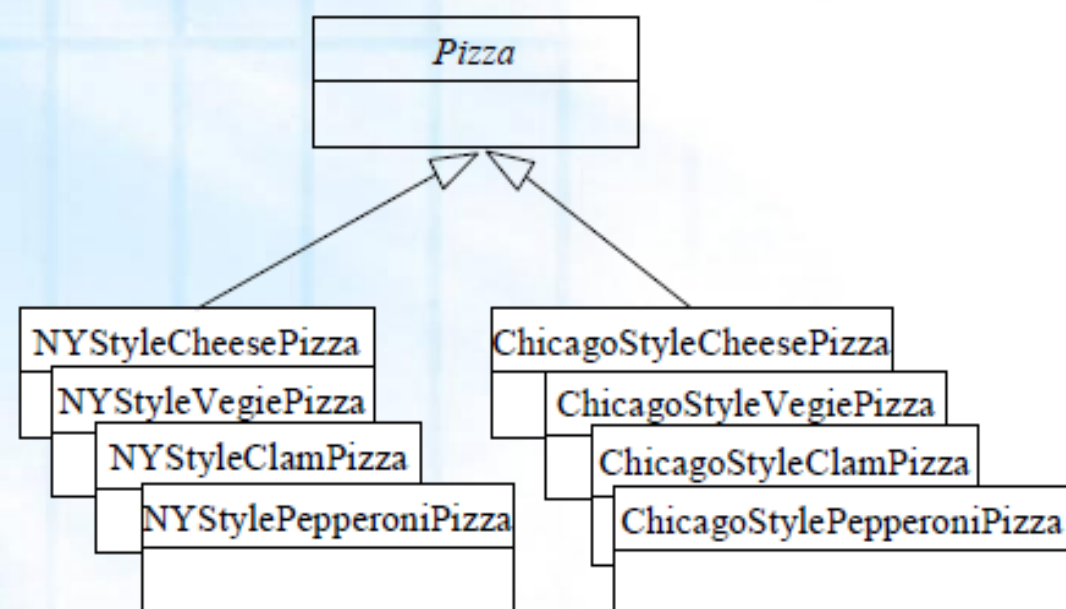 Pizza
NYStyleCheesePizza
NYStyleVegiePizza
NYStyleClamPizza
NYStylePepperoniPizza
ChicagoStyleCheesePizza
ChicagoStyleVegiePizza
ChicagoStyleClamPizza
ChicagoStylePepperoniPizza